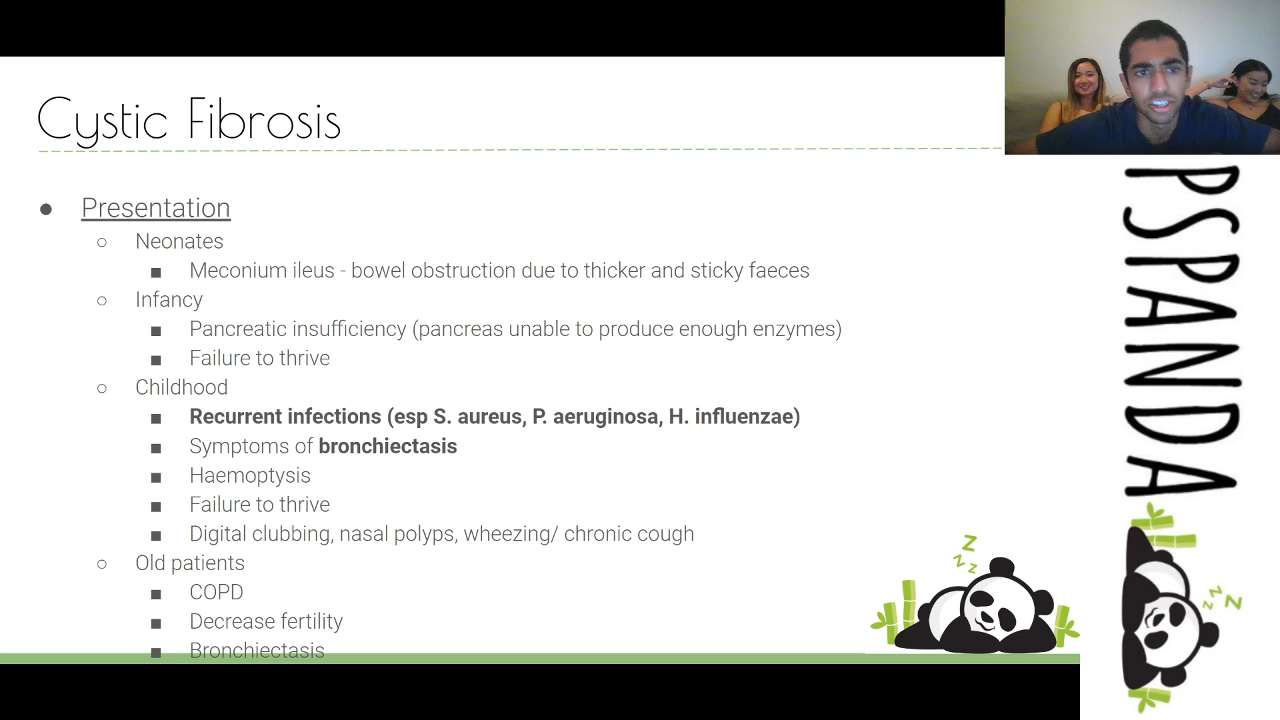 Cystic Fibrosis
● Presentation
○ Neonates
■ Meconium ileus - bowel obstruction due to thicker and sticky faeces
○ Infancy
■ Pancreatic insufficiency (pancreas unable to produce enough enzymes)
■ Failure to thrive
○ Childhood
■ Recurrent infections (esp S. aureus, P. aeruginosa, H. influenzae)
■ Symptoms of bronchiectasis
■ Haemoptysis
■ Failure to thrive
■ Digital clubbing, nasal polyps, wheezing/ chronic cough
○ Old patients
■ COPD
■ Decrease fertility
■ Bronchiectasis
z z z
PSPANDA
z z z